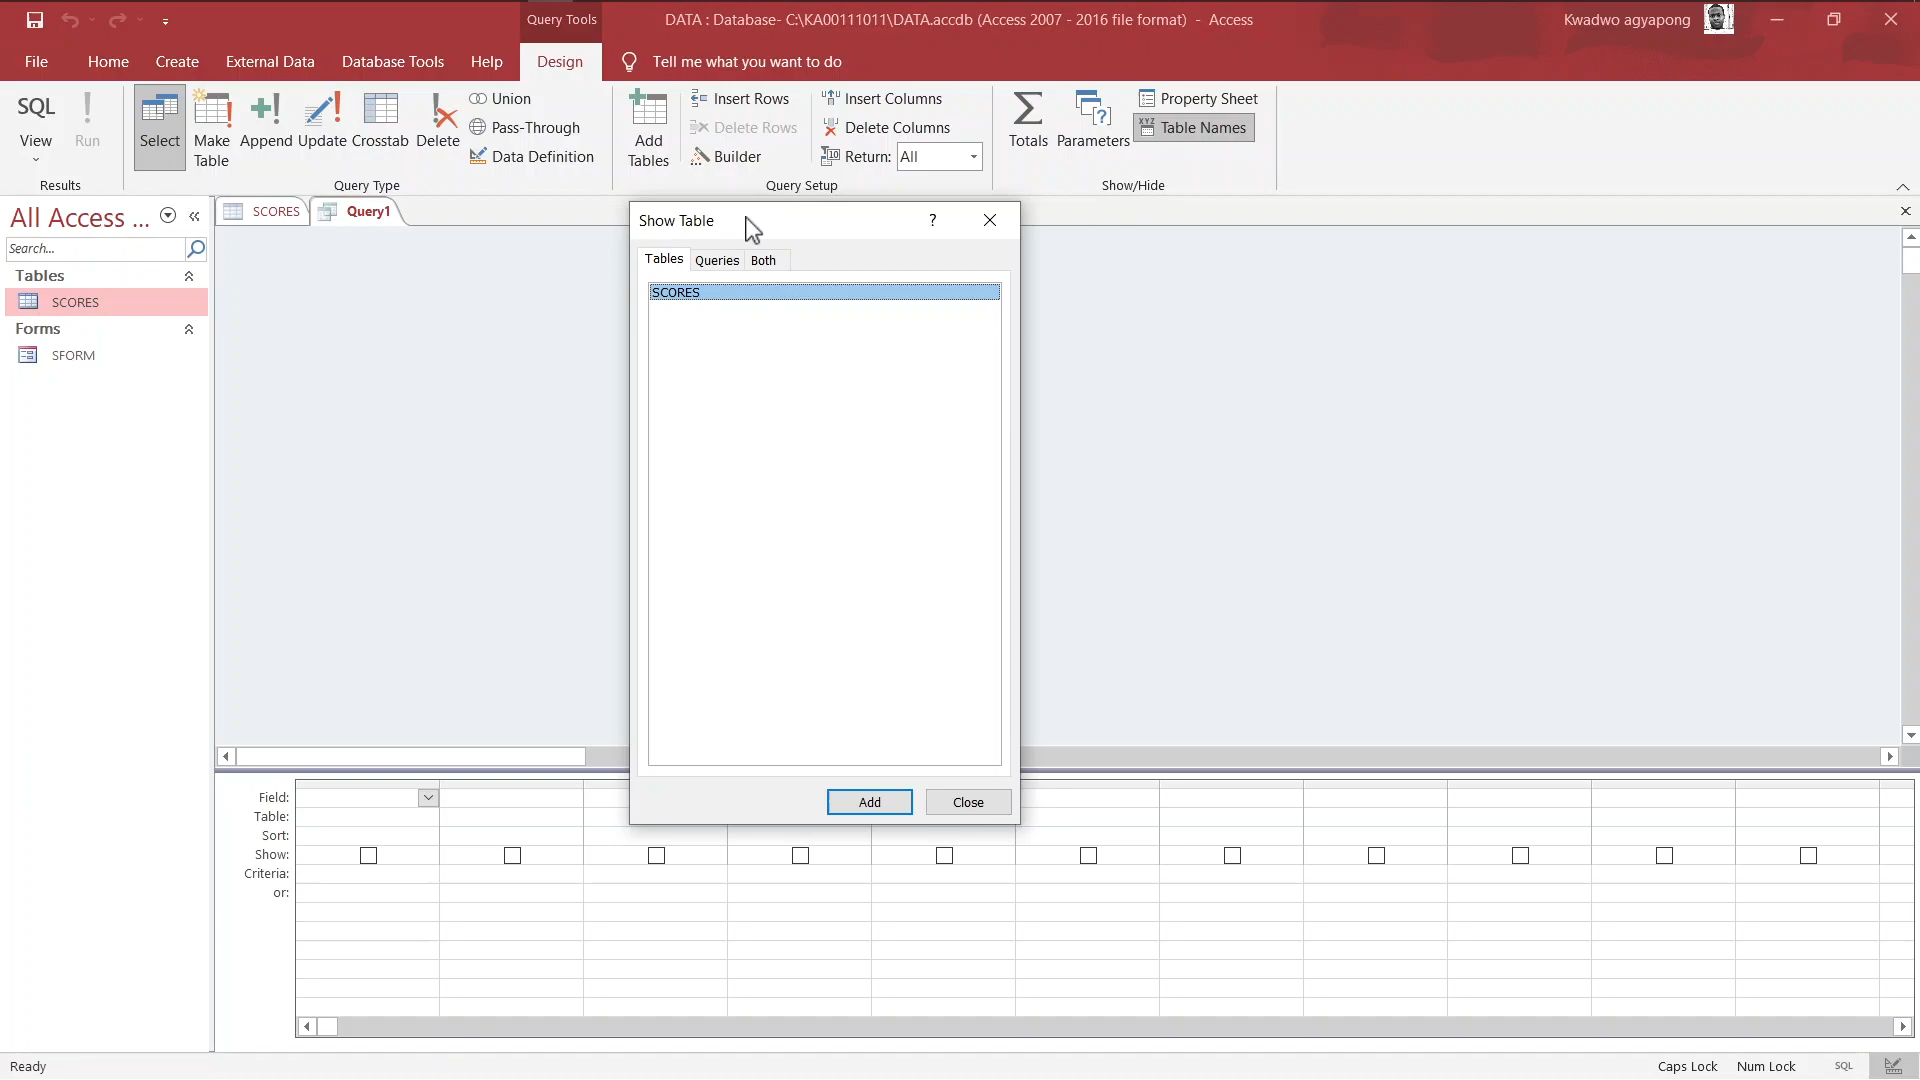 Query Tools
DATA : Database- C:\KA00111011\DATA.accdb (Access 2007 - 2016 file format)  -  Access
Kwadwo agyapong
File
Home
Create
External Data
Database Tools
Help
Design
Tell me what you want to do
SQL
View
Run
Select
Make
Table
Append
Update
Crosstab
Delete
Union
Pass-Through
Data Definition
Add
Tables
Insert Rows
Delete Rows
Builder
Insert Columns
Delete Columns
Return:
All
Totals
Parameters
Property Sheet
Table Names
Results
Query Type
Query Setup
Show/Hide
All Access ...
Search...
Tables
SCORES
Forms
SFORM
SCORES
Query1
Show Table
?
Tables
Queries
Both
SCORES
Add
Close
Field:
Table:
Sort:
Show:
Criteria:
or:
Ready
Caps Lock
Num Lock
SQL